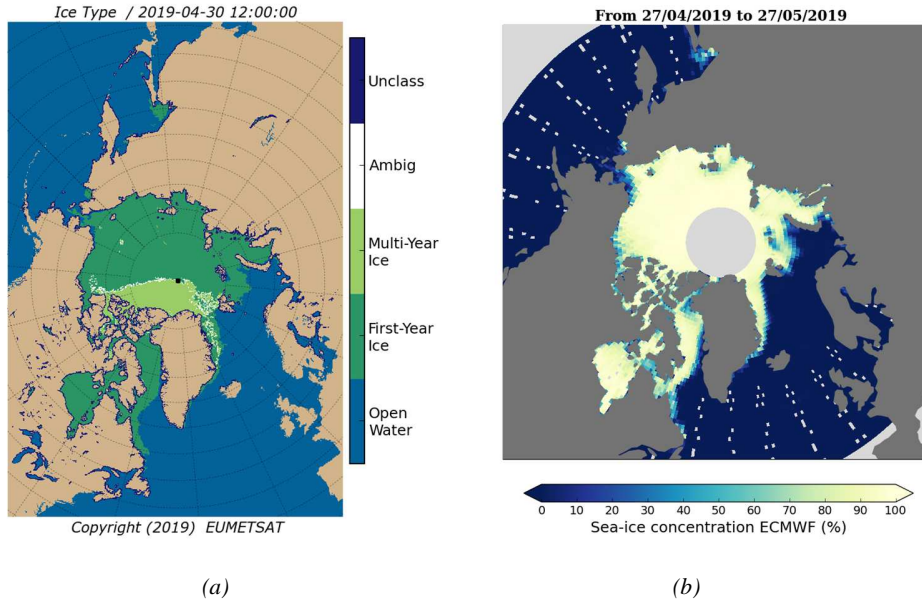 Ice Type / 2019-04-30 12:00:00
Unclass
Ambig
Multi-Year
Ice
First-Year
Ice
Open
Water
Copyright (2019) EUMETSAT
(a)
From 27/04/2019 to 27/05/2019
0 10 20 30 40 50 60 70 80 90 100
Sea-ice concentration ECMWF (%)
(b)